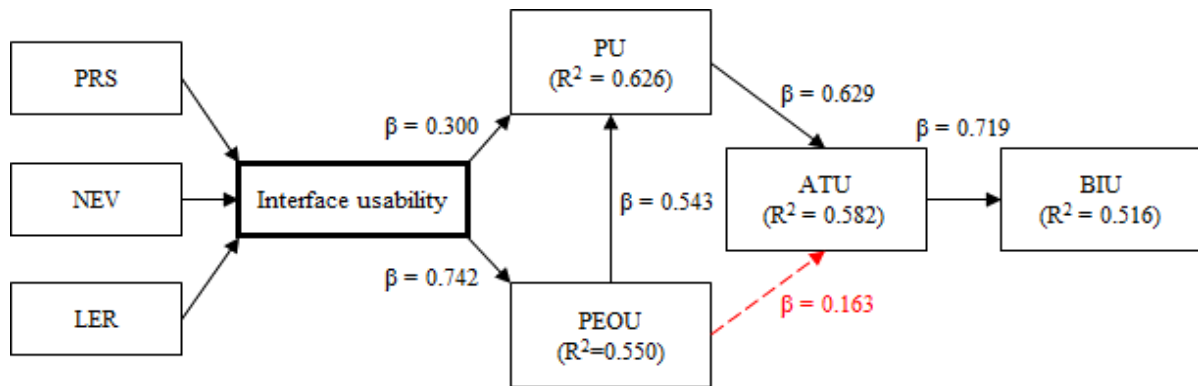 PRS
NEV
LER
Interface usability
β = 0.300
β = 0.742
PU
(R² = 0.626)
β = 0.543
PEOU
(R²=0.550)
β = 0.629
β = 0.163
ATU
(R² = 0.582)
β = 0.719
BIU
(R² = 0.516)